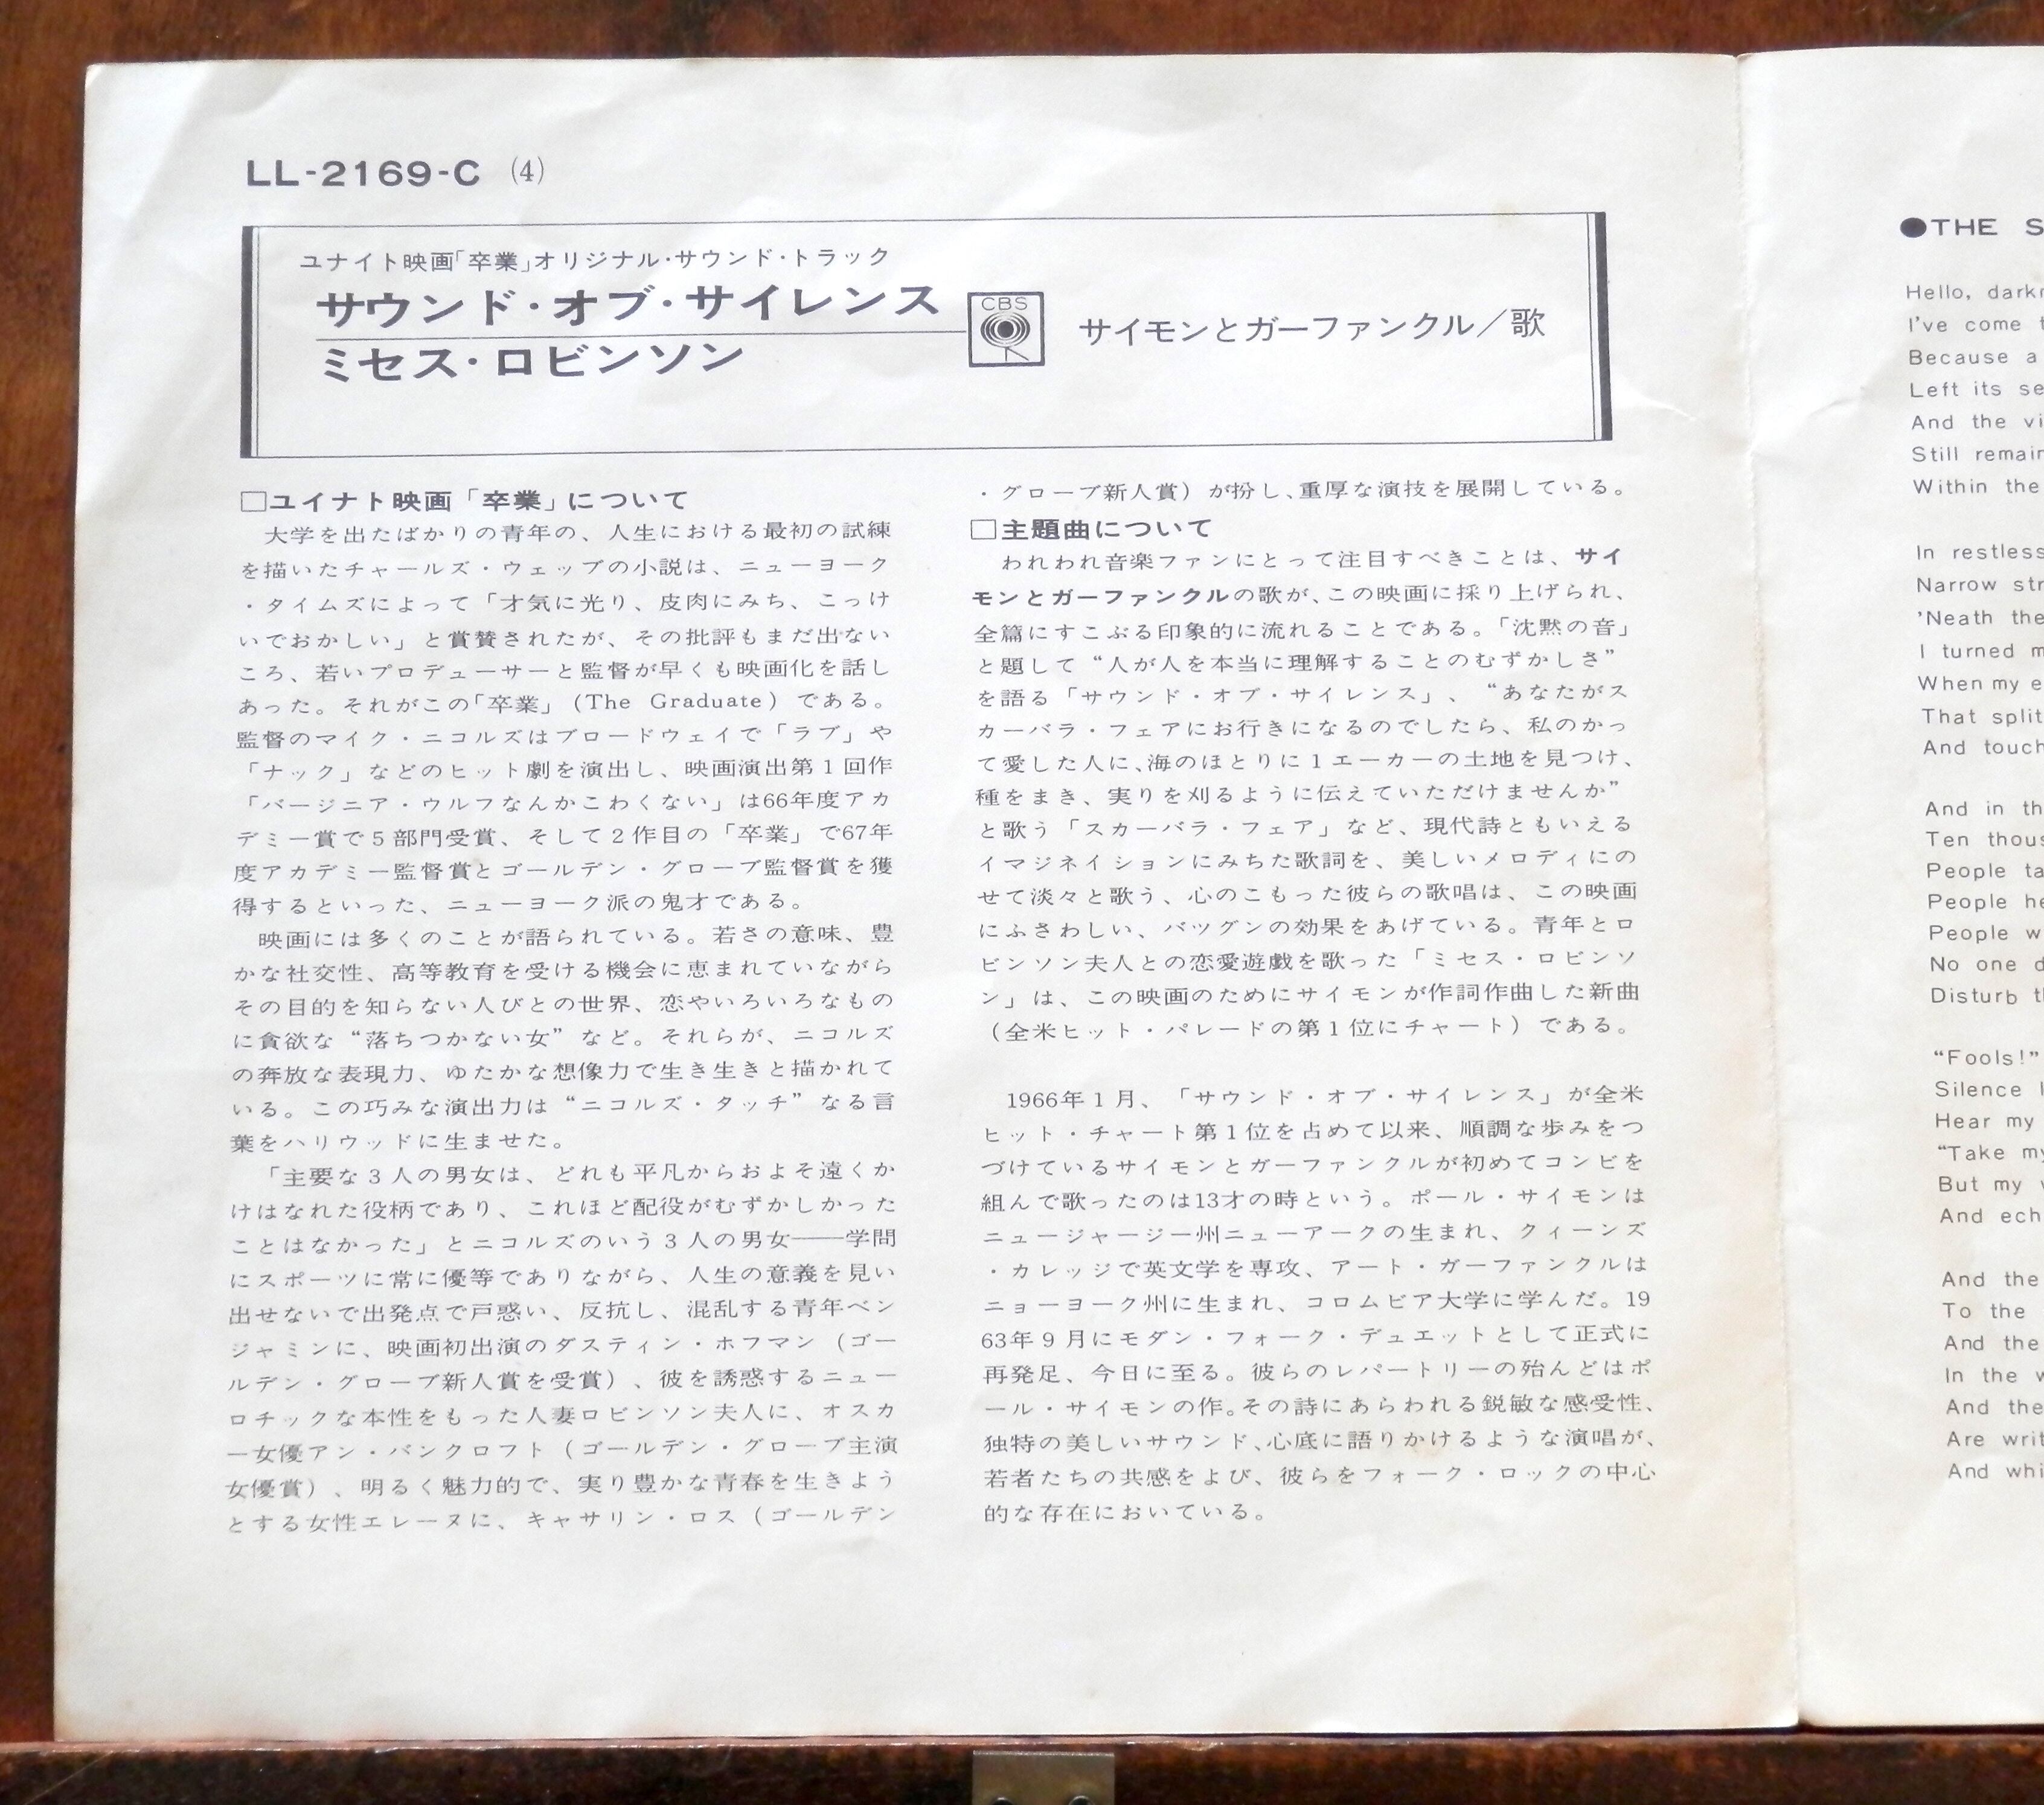 LL-2169-C (4)
ユナイト映画「卒業」オリジナル・サウンド・トラック
サウンド・オブ・サイレンス
ミセス・ロビンソン
CBS
サイモンとガーファンクル／歌
□ユイナト映画「卒業」について
大学を出たばかりの青年の、人生における最初の試練
を描いたチャールズ・ウェッブの小説は、ニューヨーク
・タイムズによって「才気に光り、皮肉にみち、こっけ
いでおかしい」と賞賛されたが、その批評もまだ出ない
ころ、若いプロデューサーと監督が早くも映画化を話し
あった。それがこの「卒業」(The Graduate) である。
監督のマイク・ニコルズはブロードウェイで「ラブ」や
「ナック」などのヒット劇を演出し、映画演出第1回作
「バージニア・ウルフなんかこわくない」は66年度アカ
デミー賞で5部門受賞、そして2作目の「卒業」で67年
度アカデミー監督賞とゴールデン・グローブ監督賞を獲
得するといった、ニューヨーク派の鬼才である。
映画には多くのことが語られている。若さの意味、豊
かな社交性、高等教育を受ける機会に恵まれていながら
その目的を知らない人びとの世界、恋やいろいろなもの
に貪欲な“落ちつかない女”など。それらが、ニコルズ
の奔放な表現力、ゆたかな想像力で生き生きと描かれて
いる。この巧みな演出力は“ニコルズ・タッチ”なる言
葉をハリウッドに生ませた。
「主要な3人の男女は、どれも平凡からおよそ遠くか
けはなれた役柄であり、これほど配役がむずかしかった
ことはなかった」とニコルズのいう3人の男女――学問
にスポーツに常に優等でありながら、人生の意義を見い
出せないで出発点で戸惑い、反抗し、混乱する青年ベン
ジャミンに、映画初出演のダスティン・ホフマン（ゴー
ルデン・グローブ新人賞を受賞）、彼を誘惑するニュー
ロチックな本性をもった人妻ロビンソン夫人に、オスカ
ー女優アン・バンクロフト（ゴールデン・グローブ主演
女優賞）、明るく魅力的で、実り豊かな青春を生きよう
とする女性エレーヌに、キャサリン・ロス（ゴールデン
・グローブ新人賞）が扮し、重厚な演技を展開している。
□主題曲について
われわれ音楽ファンにとって注目すべきことは、サイ
モンとガーファンクルの歌が、この映画に採り上げられ、
全篇にすこぶる印象的に流れることである。「沈黙の音」
と題して“人が人を本当に理解することのむずかしさ”
を語る「サウンド・オブ・サイレンス」、“あなたがス
カーバラ・フェアにお行きになるのでしたら、私のかっ
て愛した人に、海のほとりに1エーカーの土地を見つけ、
種をまき、実りを刈るように伝えていただけませんか”
と歌う「スカーバラ・フェア」など、現代詩ともいえる
イマジネイションにみちた歌詞を、美しいメロディにの
せて淡々と歌う、心のこもった彼らの歌唱は、この映画
にふさわしい、バツグンの効果をあげている。青年とロ
ビンソン夫人との恋愛遊戯を歌った「ミセス・ロビンソ
ン」は、この映画のためにサイモンが作詞作曲した新曲
（全米ヒット・パレードの第1位にチャート）である。
1966年1月、「サウンド・オブ・サイレンス」が全米
ヒット・チャート第1位を占めて以来、順調な歩みをつ
づけているサイモンとガーファンクルが初めてコンビを
組んで歌ったのは13才の時という。ポール・サイモンは
ニュージャージー州ニューアークの生まれ、クィーンズ
・カレッジで英文学を専攻、アート・ガーファンクルは
ニョーヨーク州に生まれ、コロムビア大学に学んだ。19
63年9月にモダン・フォーク・デュエットとして正式に
再発足、今日に至る。彼らのレパートリーの殆んどはポ
ール・サイモンの作。その詩にあらわれる鋭敏な感受性、
独特の美しいサウンド、心底に語りかけるような演唱が、
若者たちの共感をよび、彼らをフォーク・ロックの中心
的な存在においている。
●THE S
Hello, dark
I've come t
Because a
Left its se
And the vi
Still remain
Within the
In restless
Narrow str
'Neath the
I turned m
When my e
That split
And touch
And in th
Ten thous
People ta
People he
People w
No one d
Disturb th
“Fools!”
Silence l
Hear my
“Take my
But my w
And ech
And the
To the
And the
In the w
And the
Are writ
And whi